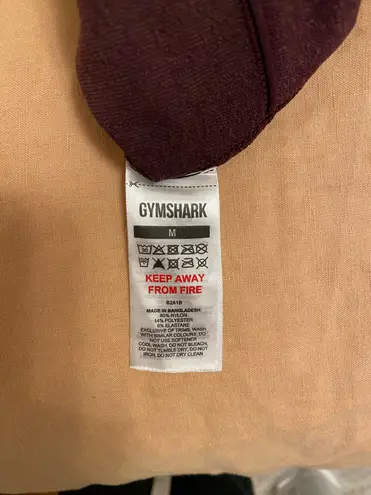 GYMSHARK
M
KEEP AWAY
FROM FIRE
B2A1B
MADE IN BANGLADESH
80% NYLON
14% POLYESTER
6% ELASTANE
EXCLUSIVE OF TRIMS, WASH
WITH SIMILAR COLOURS, DO
NOT USE SOFTENER
COOL WASH, DO NOT BLEACH,
DO NOT TUMBLE DRY, DO NOT
IRON, DO NOT DRY CLEAN